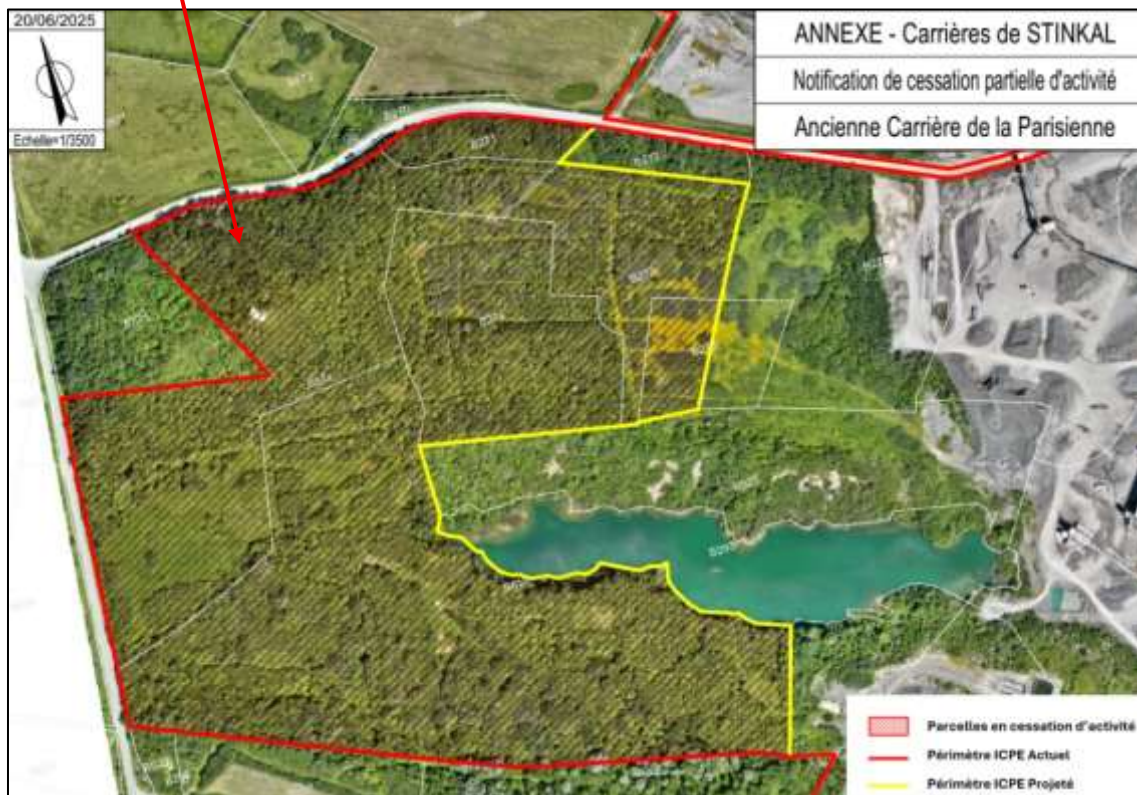 20/06/2025
Echelle=1/3500
ANNEXE - Carrières de STINKAL
Notification de cessation partielle d'activité
Ancienne Carrière de la Parisienne
Parcelles en cessation d'activité
Périmètre ICPE Actuel
Périmètre ICPE Projeté